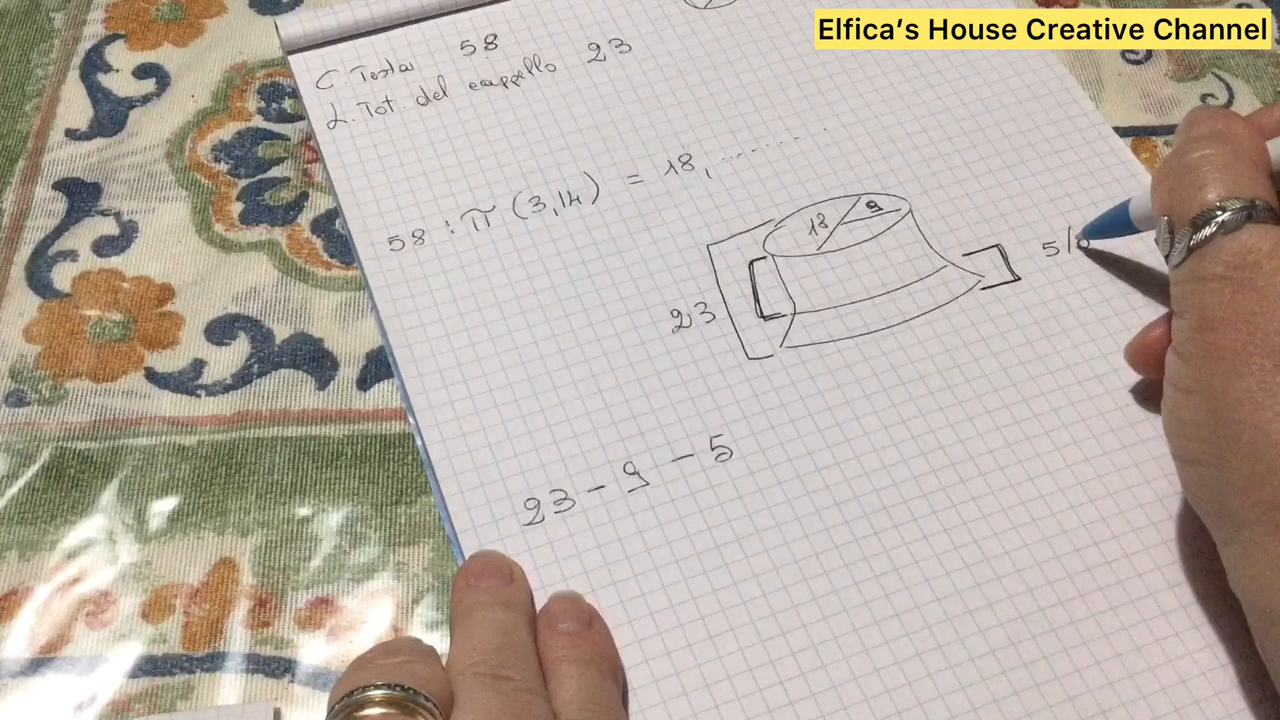 Elfica's House Creative Channel
C. Testa 58
L. Tot. del cappello 23
58 : π (3,14) = 18, .......
18 9
23
5/6
23 - 9 - 5